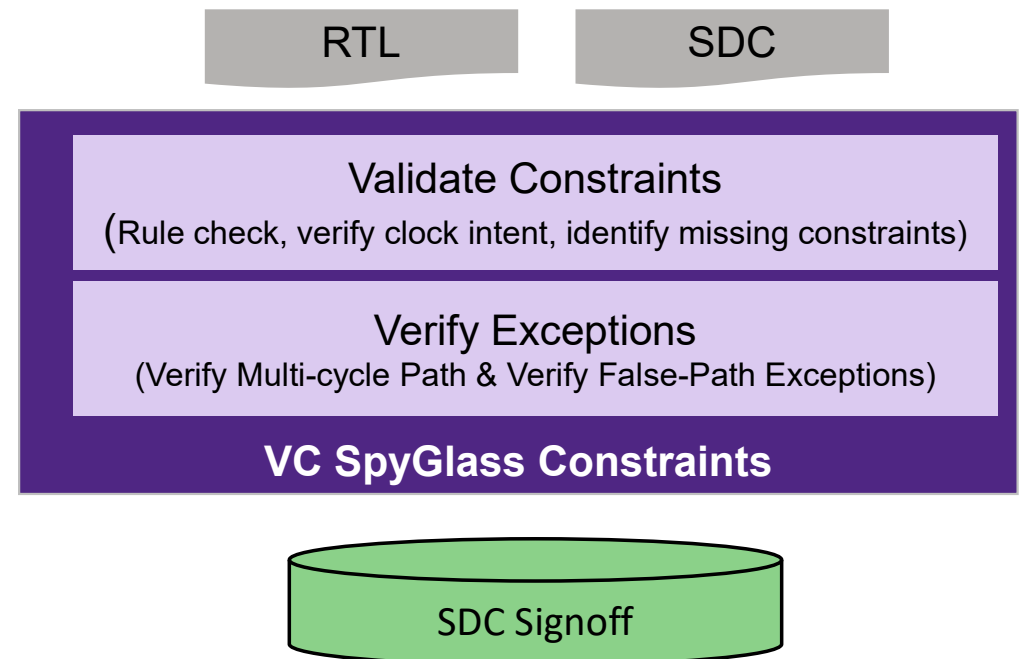 RTL
SDC
Validate Constraints
(Rule check, verify clock intent, identify missing constraints)
Verify Exceptions
(Verify Multi-cycle Path & Verify False-Path Exceptions)
VC SpyGlass Constraints
SDC Signoff